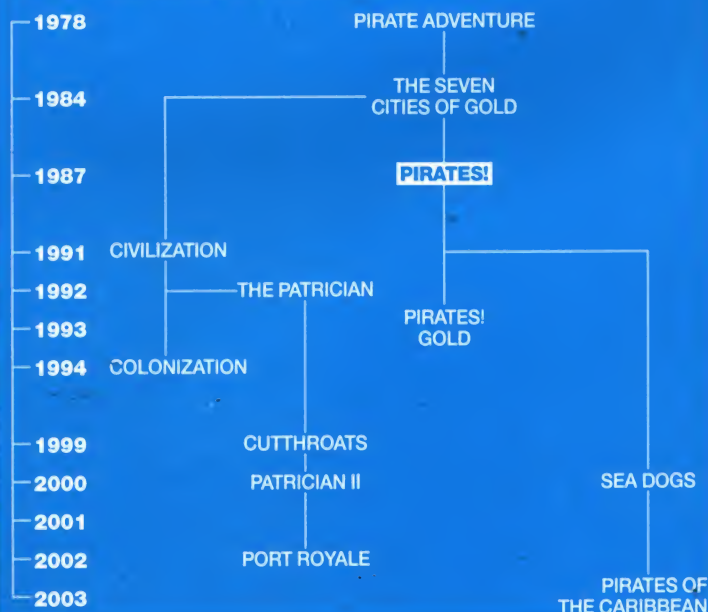 1978 PIRATE ADVENTURE
1984 THE SEVEN
CITIES OF GOLD
1987 PIRATES!
1991 CIVILIZATION
1992 THE PATRICIAN
1993 PIRATES!
GOLD
1994 COLONIZATION
1999 CUTTHROATS
2000 PATRICIAN II SEA DOGS
2001
2002 PORT ROYALE
2003 PIRATES OF
THE CARIBBEAN